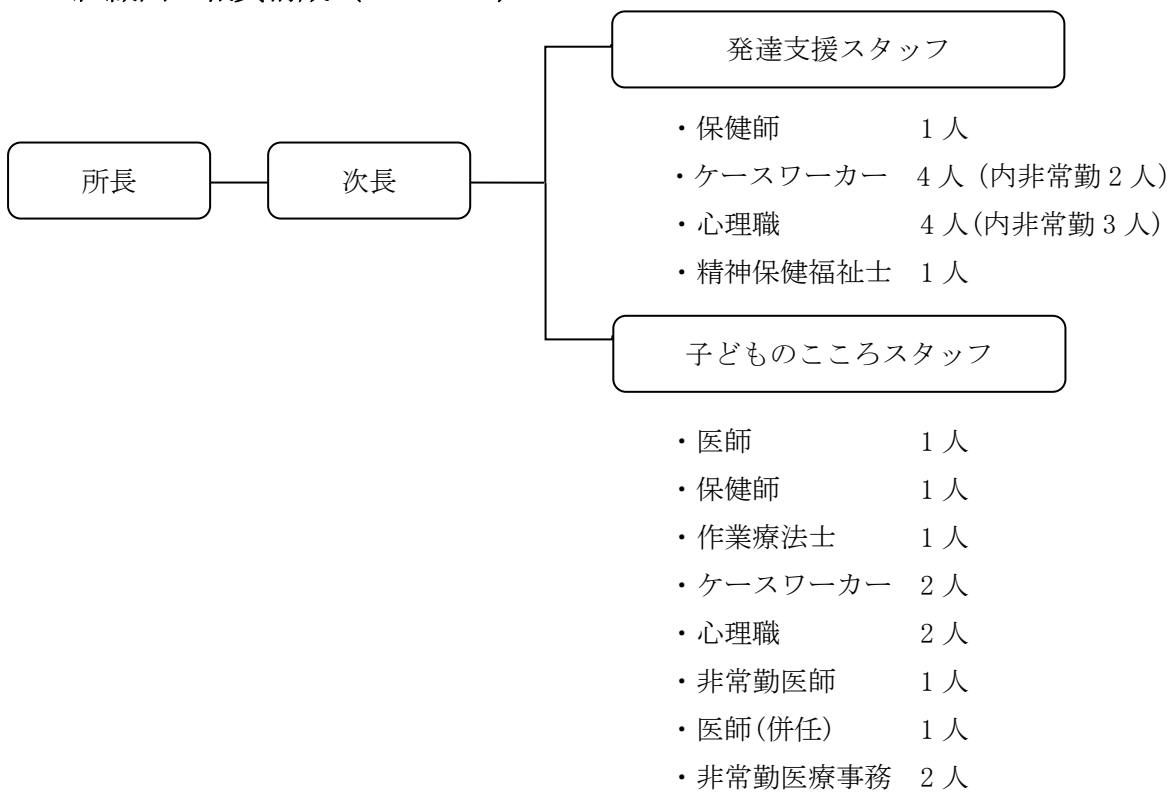 発達支援スタッフ
・保健師 1人
・ケースワーカー 4人(内非常勤2人)
・心理職 4人(内非常勤3人)
・精神保健福祉士 1人
所長
次長
子どものこころスタッフ
・医師 1人
・保健師 1人
・作業療法士 1人
・ケースワーカー 2人
・心理職 2人
・非常勤医師 1人
・医師(併任) 1人
・非常勤医療事務 2人